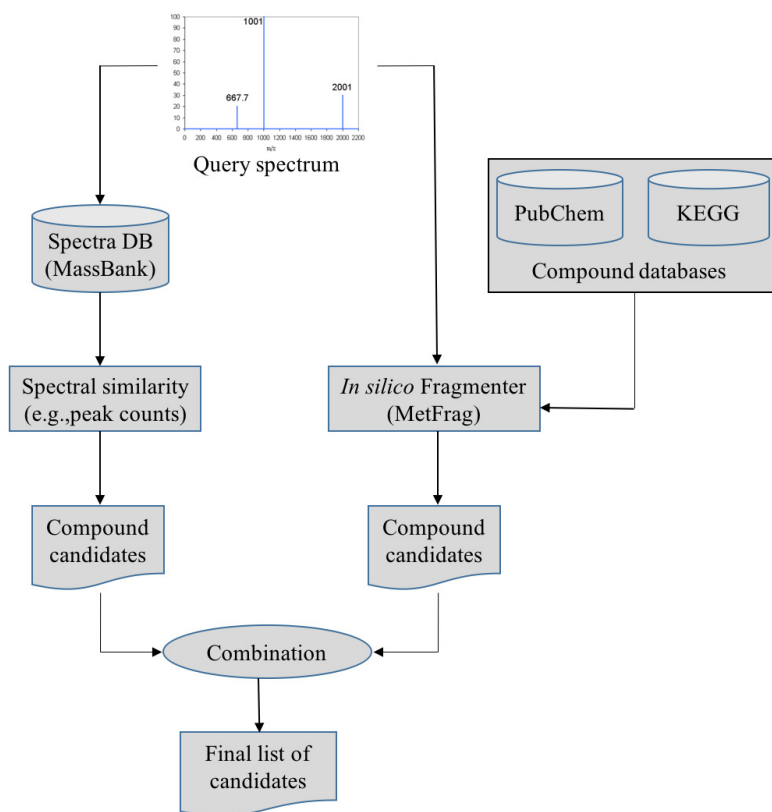 100
90
80
70
60
50
40
30
20
10
0
1001
667.7
2001
0 200 400 600 800 1000 1200 1400 1600 1800 2000 2200
m/z
Query spectrum
Spectra DB
(MassBank)
PubChem
KEGG
Compound databases
Spectral similarity
(e.g.,peak counts)
In silico Fragmenter
(MetFrag)
Compound
candidates
Compound
candidates
Combination
Final list of
candidates